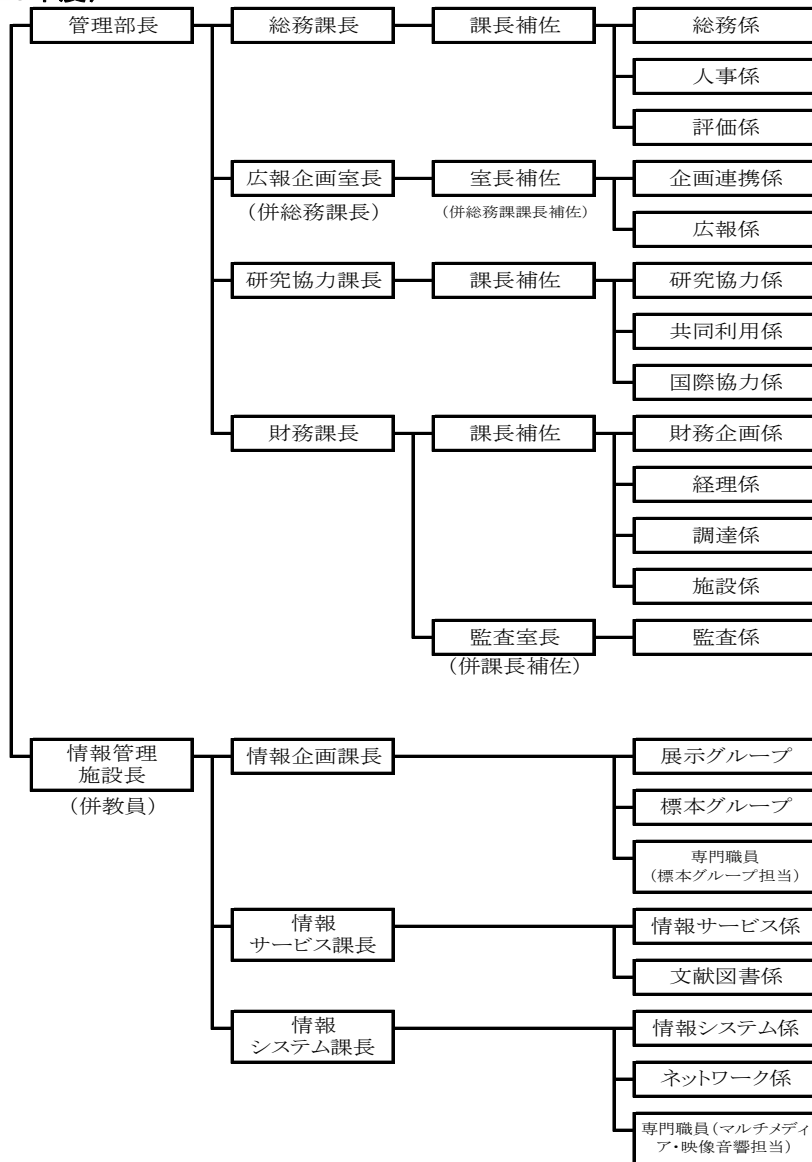 管理部長 総務課長 課長補佐 総務係
人事係
評価係
広報企画室長 室長補佐 企画連携係
(併総務課長) (併総務課課長補佐)
広報係
研究協力課長 課長補佐 研究協力係
共同利用係
国際協力係
財務課長 課長補佐 財務企画係
経理係
調達係
施設係
監査室長 監査係
(併課長補佐)
情報管理
施設長
(併教員)
情報企画課長 展示グループ
標本グループ
専門職員
(標本グループ担当)
情報
サービス課長
情報サービス係
文献図書係
情報
システム課長
情報システム係
ネットワーク係
専門職員(マルチメディ
ア・映像音響担当)